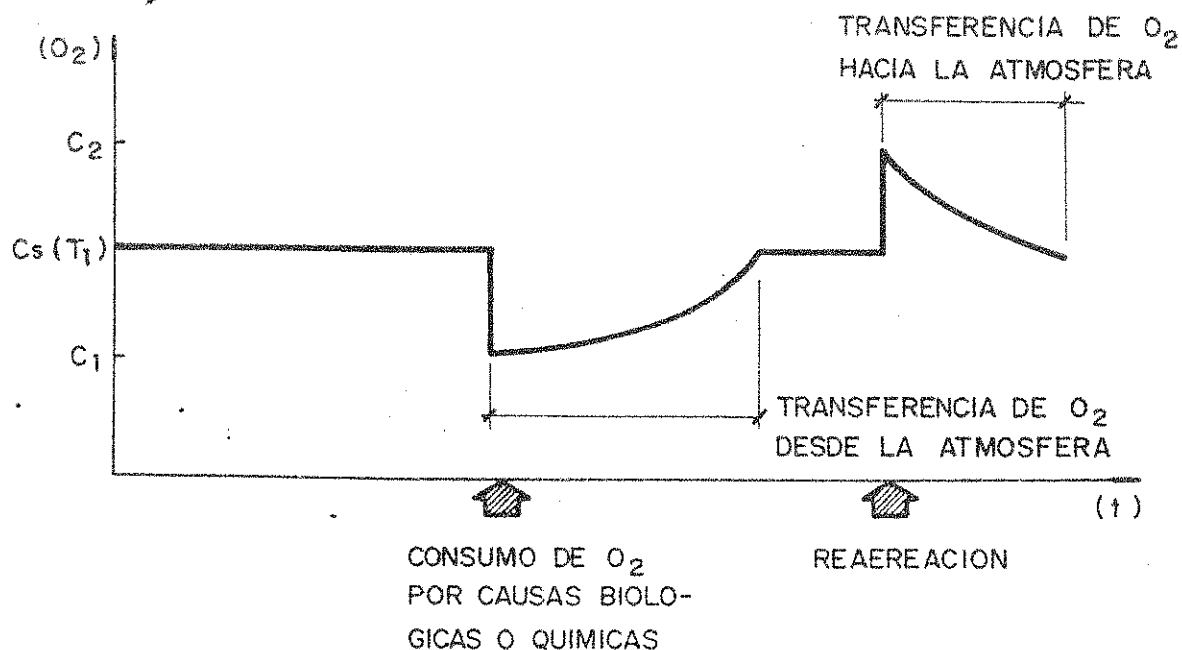 TRANSFERENCIA DE O2
HACIA LA ATMOSFERA
(O2)
C2
Cs (T1)
C1
TRANSFERENCIA DE O2
DESDE LA ATMOSFERA
(t)
CONSUMO DE O2
POR CAUSAS BIOLO-
GICAS O QUIMICAS
REAEREACION